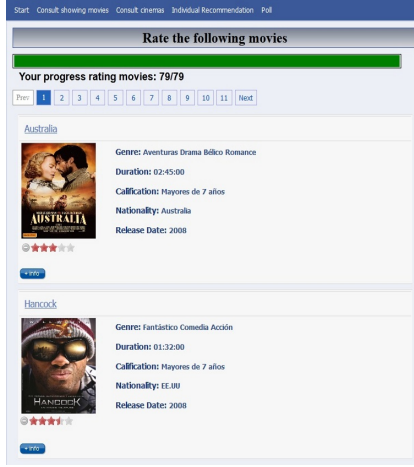 Start Consult showing movies Consult cinemas Individual Recommendation Poll
Rate the following movies
Your progress rating movies: 79/79
Prev 1 2 3 4 5 6 7 8 9 10 11 Next
Australia
Genre: Aventuras Drama Bélico Romance
Duration: 02:45:00
Calification: Mayores de 7 años
Nationality: Australia
Release Date: 2008
AUSTRALIA
+ info
Hancock
Genre: Fantástico Comedia Acción
Duration: 01:32:00
Calification: Mayores de 7 años
Nationality: EE.UU
Release Date: 2008
HANCOCK
+ info